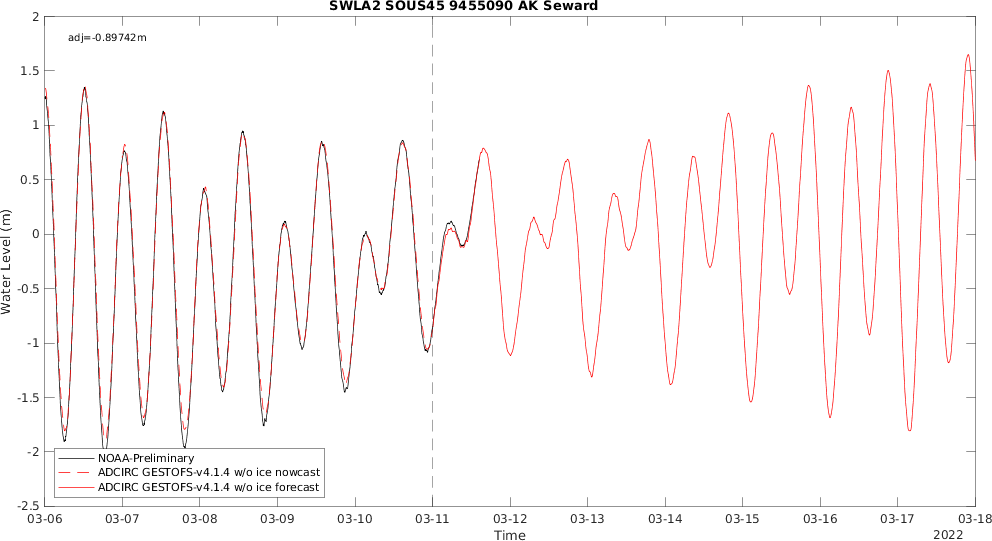 SWLA2 SOUS45 9455090 AK Seward
adj=-0.89742m
Water Level (m)
2
1.5
1
0.5
0
-0.5
-1
-1.5
-2
-2.5
NOAA-Preliminary
ADCIRC GESTOFS-v4.1.4 w/o ice nowcast
ADCIRC GESTOFS-v4.1.4 w/o ice forecast
03-06 03-07 03-08 03-09 03-10 03-11 03-12 03-13 03-14 03-15 03-16 03-17 03-18
Time
2022